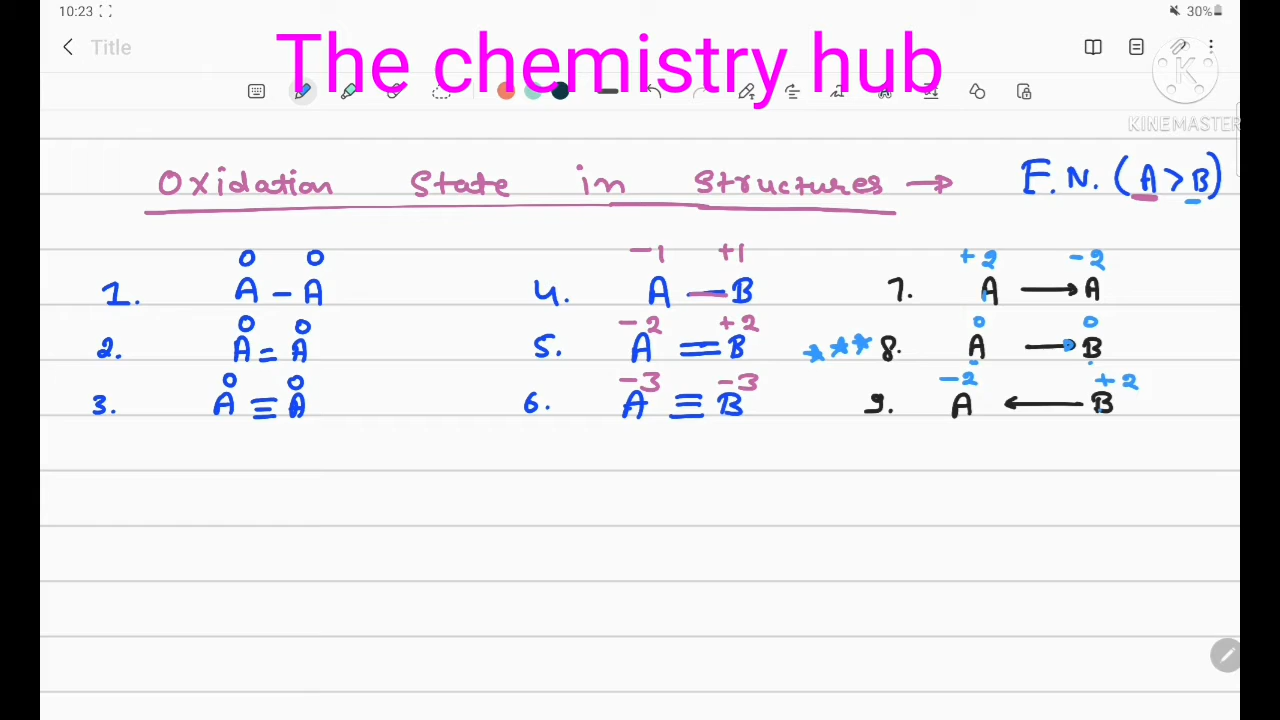 10:23 30%
Title
The chemistry hub
K
KINEMASTER
Oxidation State in Structures → E.N. (A > B)
0 0 -1 +1 +2 -2
1. A - A 4. A — B 7. A → A
0 0 -2 +2 0 0
2. A = A 5. A = B *** 8. A → B
0 0 -3 -3 -2 +2
3. A ≡ A 6. A ≡ B 9. A ← B